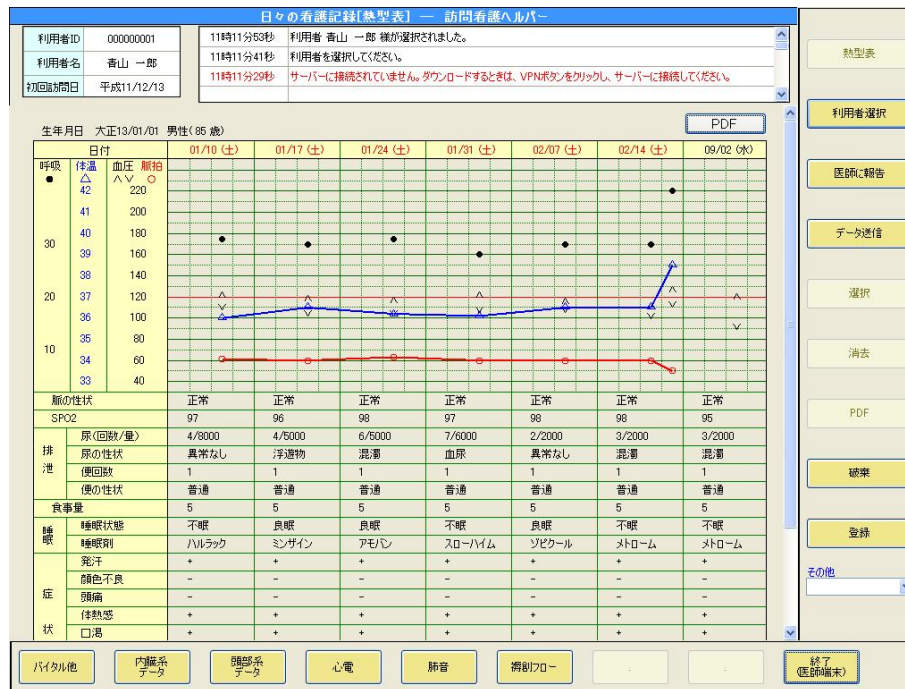 日々の看護記録[熱型表] ― 訪問看護ヘルパー
利用者ID 000000001
利用者名 青山 一郎
初回訪問日 平成11/12/13
11時11分53秒 利用者 青山 一郎 様が選択されました。
11時11分41秒 利用者を選択してください。
11時11分29秒 サーバーに接続されていません。ダウンロードするときは、VPNボタンをクリックし、サーバーに接続してください。
生年月日 大正13/01/01 男性(85 歳)
PDF
日付 01/10 (土) 01/17 (土) 01/24 (土) 01/31 (土) 02/07 (土) 02/14 (土) 09/02 (水)
呼吸 体温 血圧 脈拍
● △ ∧∨ ○
42 220
41 200
40 180
30
39 160
38 140
20 37 120
36 100
35 80
10
34 60
33 40
脈の性状 正常 正常 正常 正常 正常 正常 正常
SPO2 97 96 98 97 98 98 95
排泄
尿(回数/量) 4/8000 4/5000 6/5000 7/6000 2/2000 3/2000 3/2000
尿の性状 異常なし 浮遊物 混濁 血尿 異常なし 混濁 混濁
便回数 1 1 1 1 1 1 1
便の性状 普通 普通 普通 普通 普通 普通 普通
食事量 5 5 5 5 5 5 5
睡眠
睡眠状態 不眠 良眠 良眠 不眠 良眠 不眠 不眠
睡眠剤 ハルラック ミンザイン アモバン スローハイム ゾピクール メトローム メトローム
症状
発汗 + + + + + + +
顔色不良 - - - - - - -
頭痛 - - - - - - -
体熱感 + + + + + + +
口渇 + + + + + + +
熱型表
利用者選択
医師に報告
データ送信
選択
消去
PDF
破棄
登録
その他
バイタル他
内臓系データ
頭部系データ
心電
肺音
褥創フロー
終了
(医師端末)